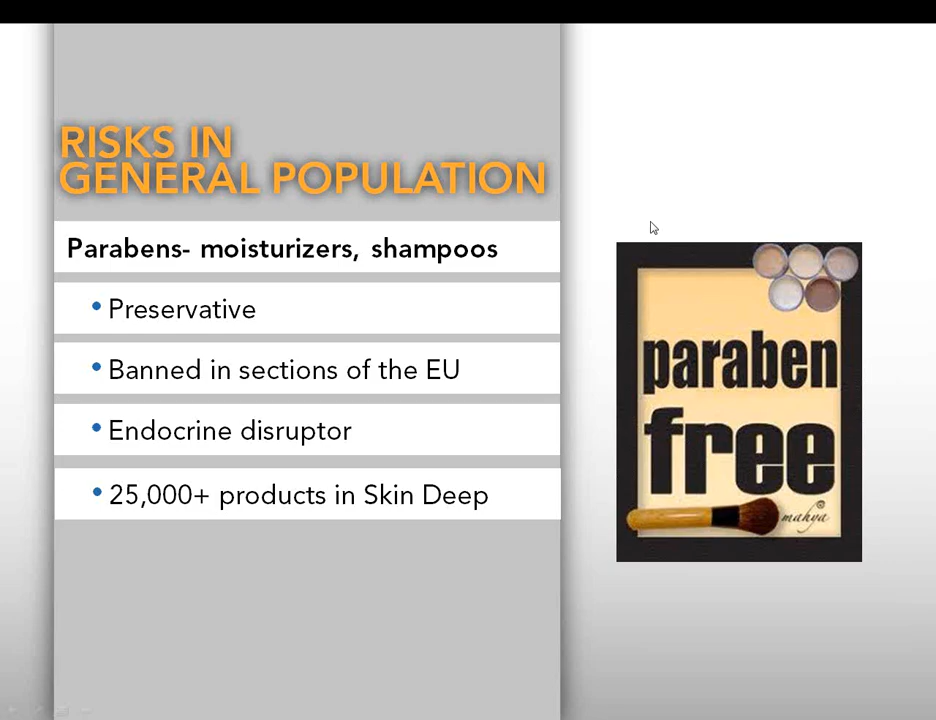 RISKS IN
GENERAL POPULATION
Parabens- moisturizers, shampoos
• Preservative
• Banned in sections of the EU
• Endocrine disruptor
• 25,000+ products in Skin Deep
paraben
free
mahya ©